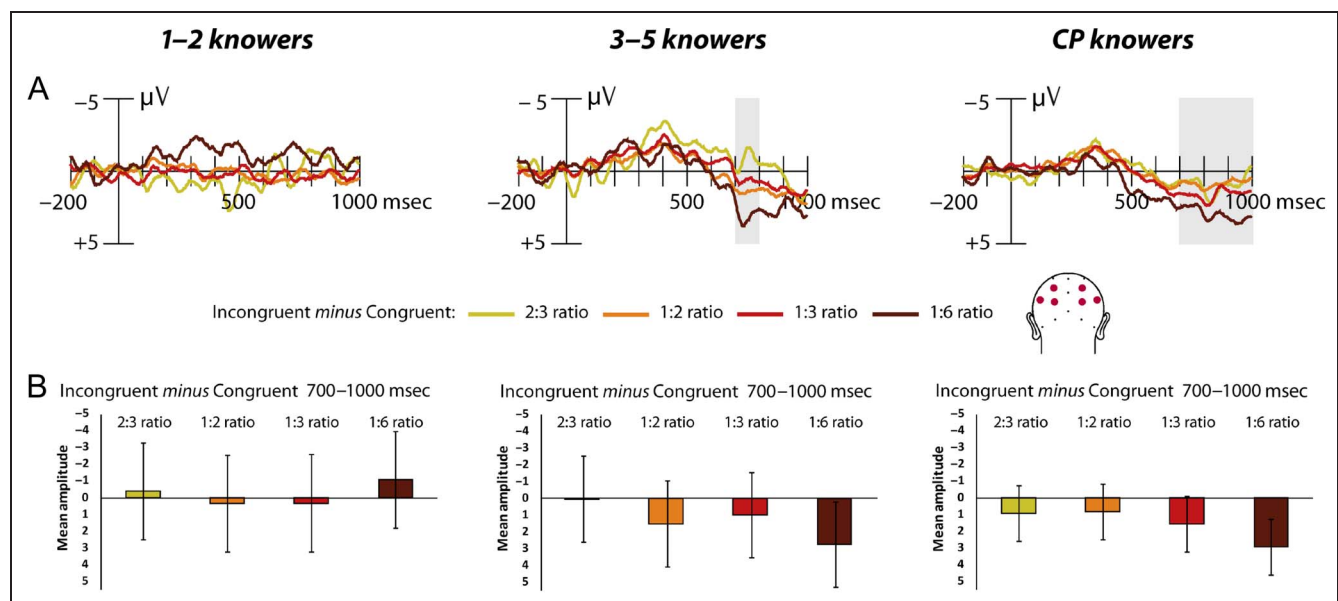 1–2 knowers 3–5 knowers CP knowers
A
–5 µV – 5 µV –5 µV
–200 500 1000 msec 500 1000 msec –200 500 1000 msec
+5 +5 +5
Incongruent minus Congruent: 2:3 ratio 1:2 ratio 1:3 ratio 1:6 ratio
B
Incongruent minus Congruent 700–1000 msec Incongruent minus Congruent 700–1000 msec Incongruent minus Congruent 700–1000 msec
2:3 ratio 1:2 ratio 1:3 ratio 1:6 ratio 2:3 ratio 1:2 ratio 1:3 ratio 1:6 ratio 2:3 ratio 1:2 ratio 1:3 ratio 1:6 ratio
Mean amplitude Mean amplitude Mean amplitude
–5 –5 –5
–4 –4 –4
–3 –3 –3
–2 –2 –2
–1 –1 –1
0 0 0
1 1 1
2 2 2
3 3 3
4 4 4
5 5 5